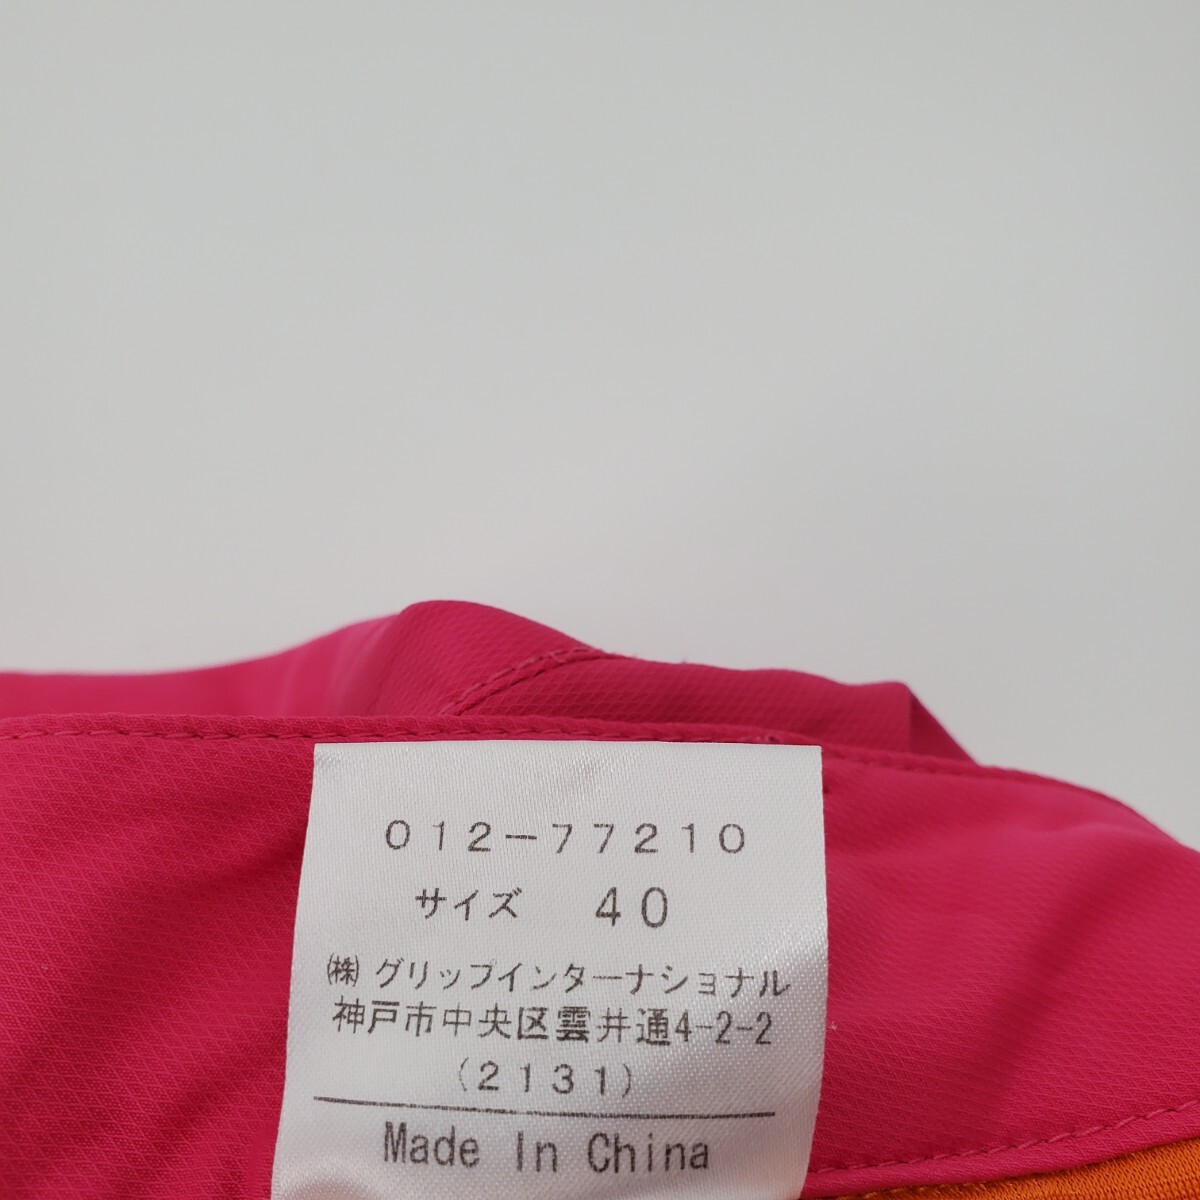 012-77210
サイズ 40
㈱グリップインターナショナル
神戸市中央区雲井通4-2-2
(2131)
Made In China